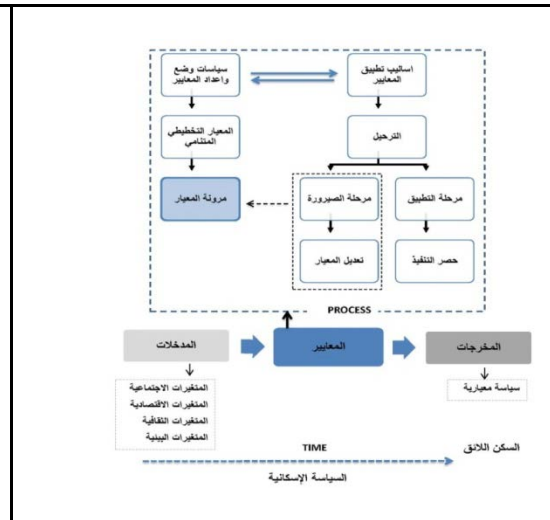 سياسات وضع
واعداد المعايير
اساليب تطبيق
المعايير
المعيار التخطيطي
المتنامي
الترحيل
مرونة المعيار
مرحلة الصيرورة
مرحلة التطبيق
تعديل المعيار
حصر التنفيذ
PROCESS
المدخلات
المعايير
المخرجات
المتغيرات الاجتماعية
المتغيرات الاقتصادية
المتغيرات الثقافية
المتغيرات البيئية
سياسة معيارية
TIME
السكن اللائق
السياسة الإسكانية